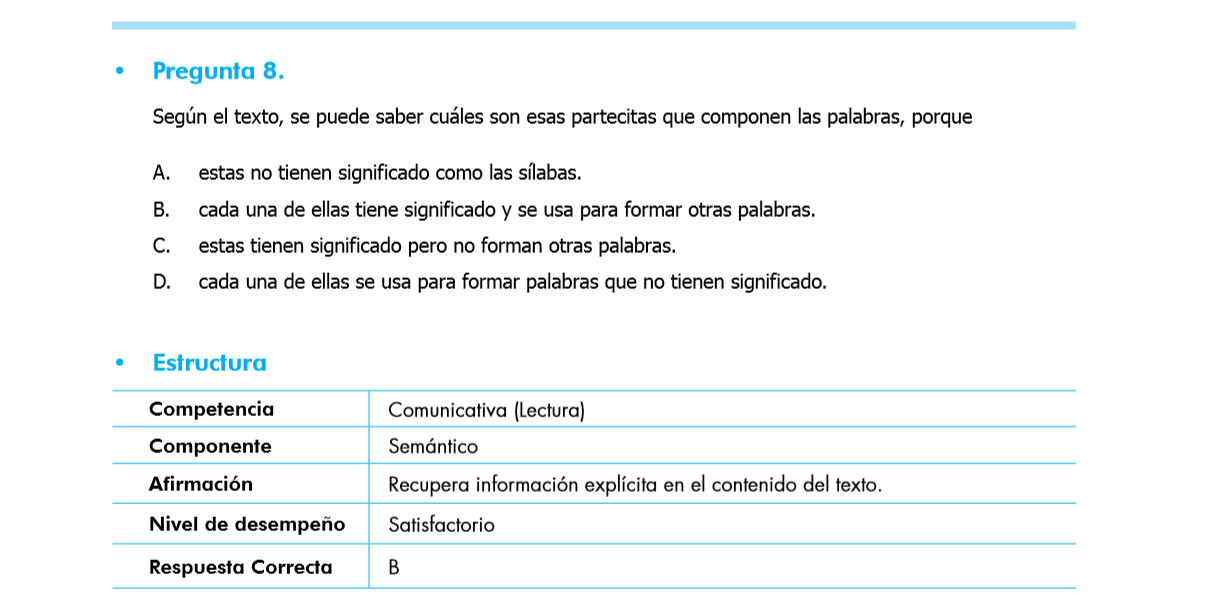 • Pregunta 8.
Según el texto, se puede saber cuáles son esas partecitas que componen las palabras, porque
A. estas no tienen significado como las sílabas.
B. cada una de ellas tiene significado y se usa para formar otras palabras.
C. estas tienen significado pero no forman otras palabras.
D. cada una de ellas se usa para formar palabras que no tienen significado.
• Estructura
Competencia Comunicativa (Lectura)
Componente Semántico
Afirmación Recupera información explícita en el contenido del texto.
Nivel de desempeño Satisfactorio
Respuesta Correcta B